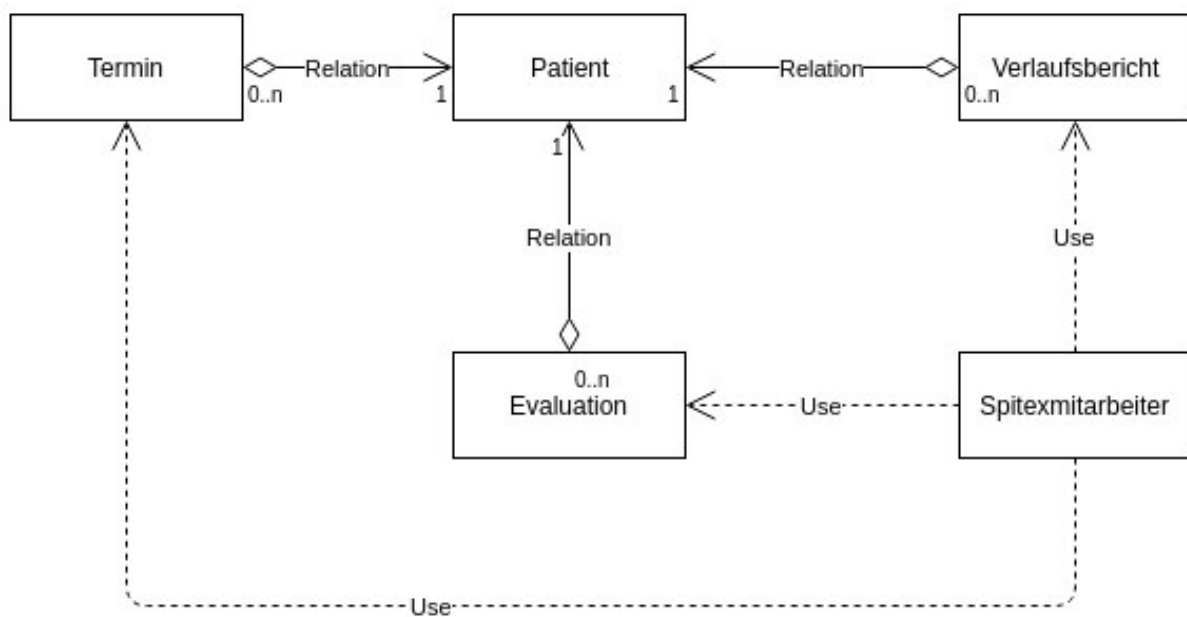 Termin
Relation
Patient
Relation
Verlaufsbericht
0..n
1
1
0..n
1
Relation
Use
0..n
Evaluation
Use
Spitexmitarbeiter
Use